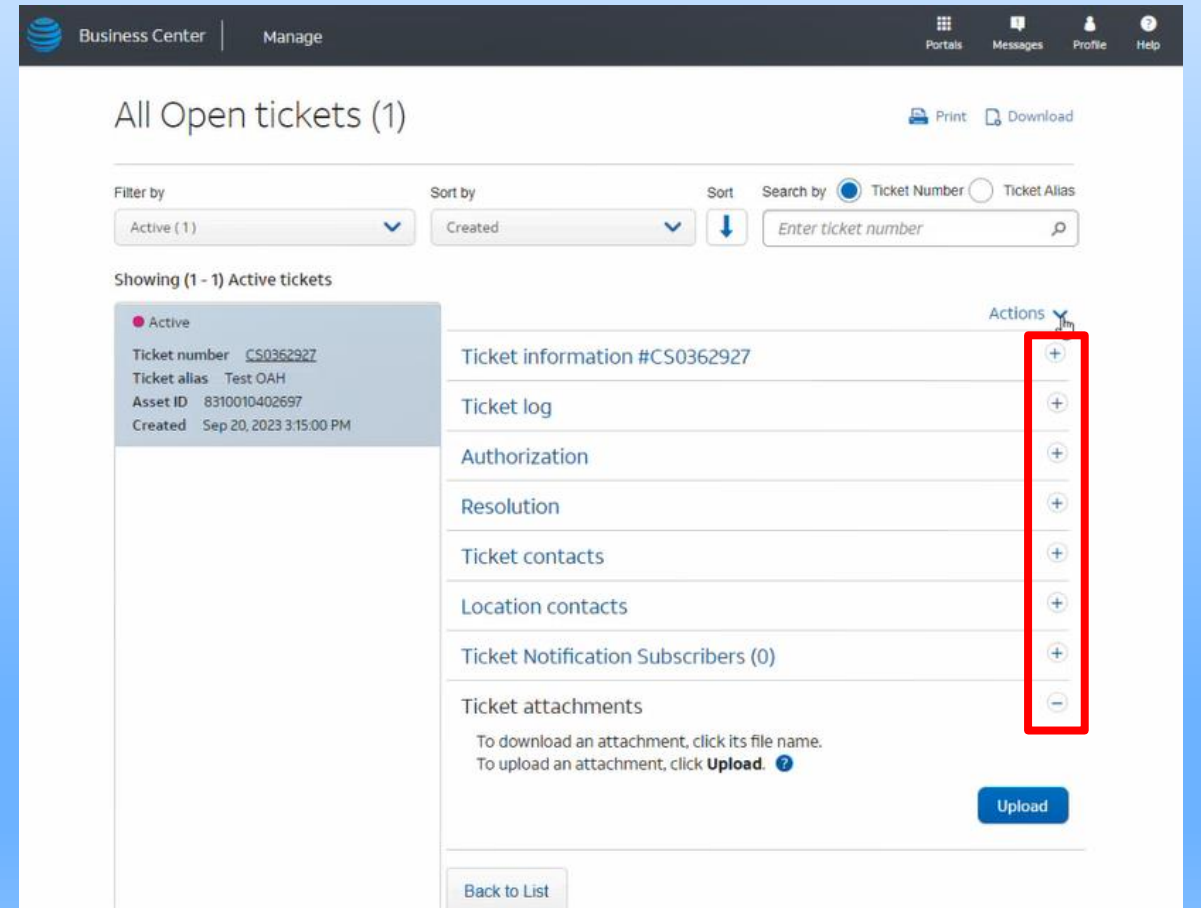 Business Center Manage
Portals Messages Profile Help
All Open tickets (1)
Print Download
Filter by Sort by Sort Search by Ticket Number Ticket Alias
Active (1) Created Enter ticket number
Showing (1 - 1) Active tickets
Active
Ticket number CS0362927
Ticket alias Test OAH
Asset ID 8310010402697
Created Sep 20, 2023 3:15:00 PM
Actions
Ticket information #CS0362927
Ticket log
Authorization
Resolution
Ticket contacts
Location contacts
Ticket Notification Subscribers (0)
Ticket attachments
To download an attachment, click its file name.
To upload an attachment, click Upload.
Upload
Back to List